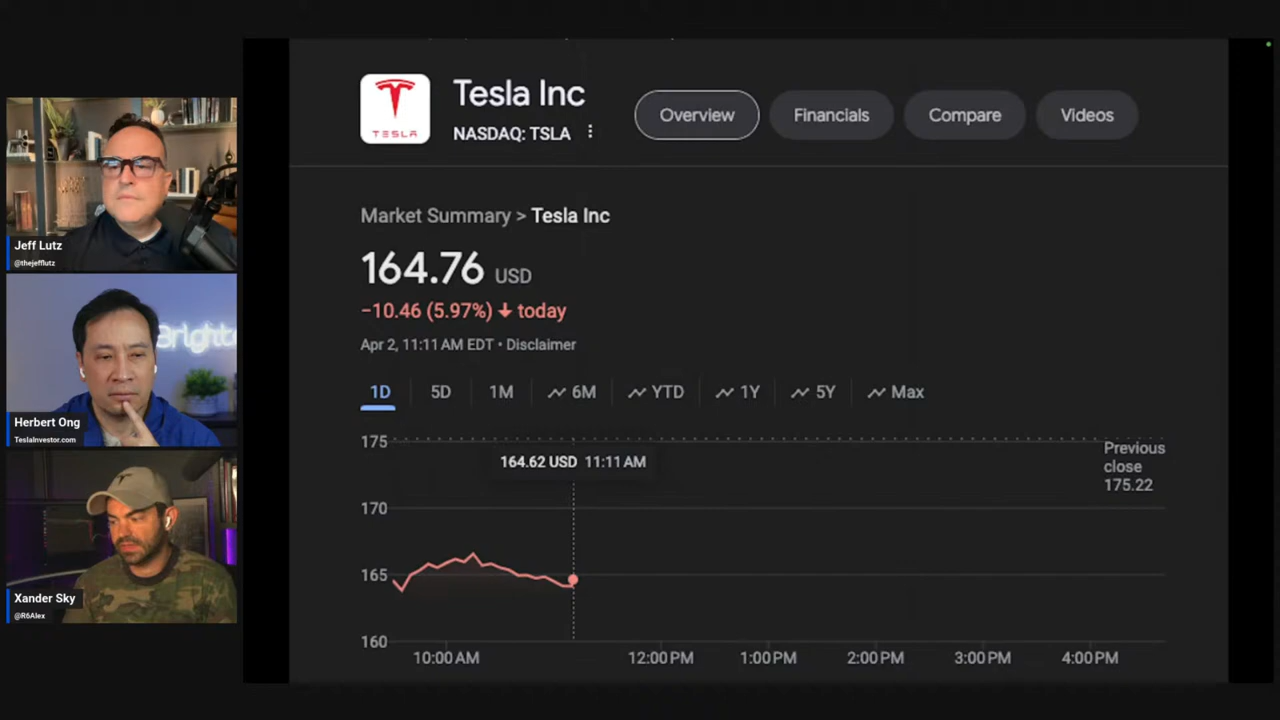 Tesla Inc
NASDAQ: TSLA
TESLA
Overview
Financials
Compare
Videos
Market Summary > Tesla Inc
164.76 USD
−10.46 (5.97%) ↓ today
Apr 2, 11:11 AM EDT • Disclaimer
1D 5D 1M 6M YTD 1Y 5Y Max
175
170
165
160
164.62 USD 11:11 AM
Previous
close
175.22
10:00 AM 12:00 PM 1:00 PM 2:00 PM 3:00 PM 4:00 PM
Jeff Lutz
@thejefflutz
Brighte
Herbert Ong
TeslaInvestor.com
Xander Sky
@R6Alex